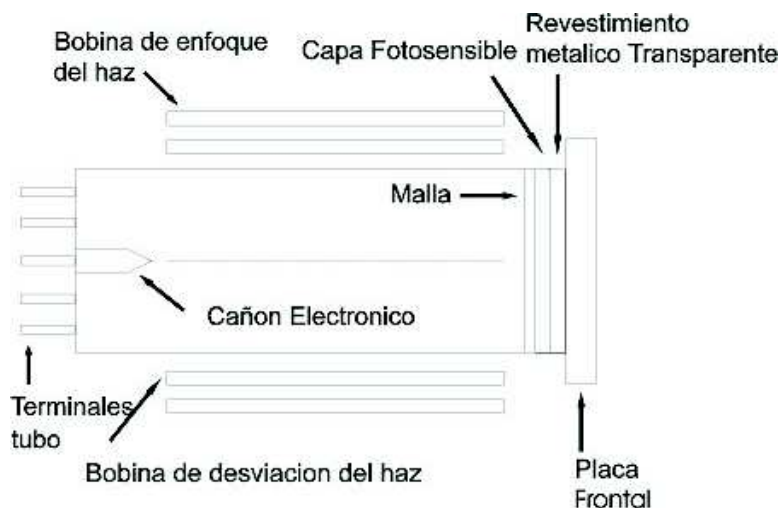 Bobina de enfoque
del haz
Capa Fotosensible
Revestimiento
metalico Transparente
Malla
Cañon Electronico
Terminales
tubo
Bobina de desviacion del haz
Placa
Frontal